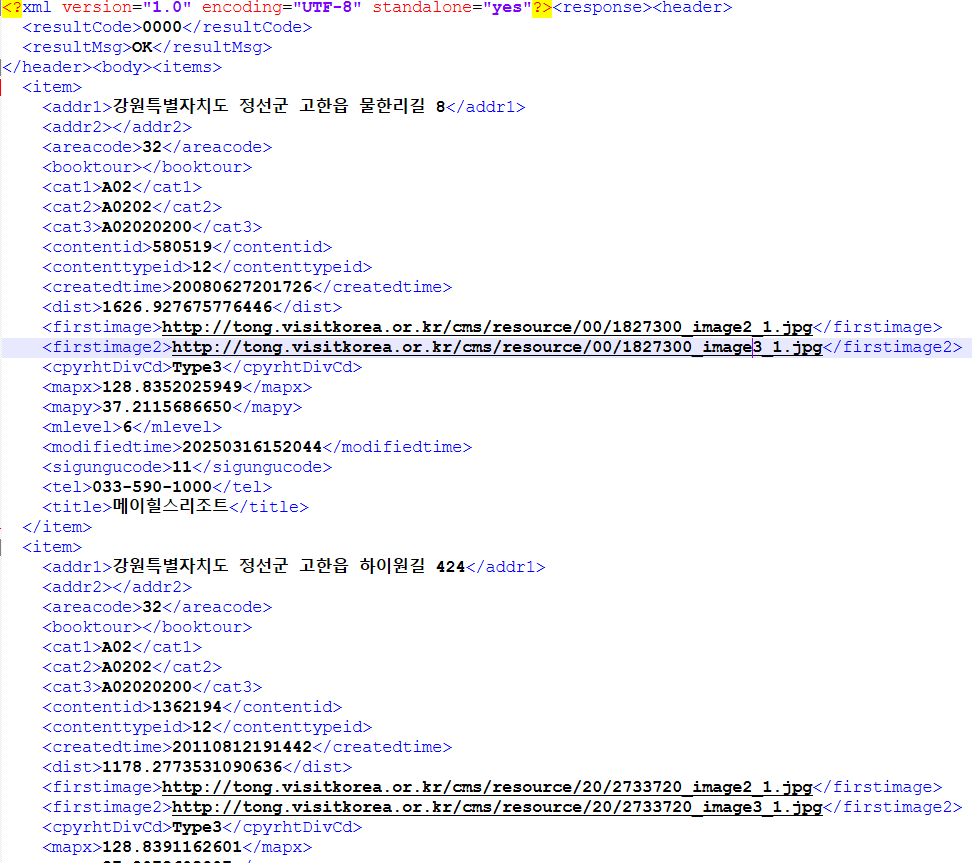 <?xml version="1.0" encoding="UTF-8" standalone="yes"?><response><header>
<resultCode>0000</resultCode>
<resultMsg>OK</resultMsg>
</header><body><items>
<item>
<addr1>강원특별자치도 정선군 고한읍 물한리길 8</addr1>
<addr2></addr2>
<areacode>32</areacode>
<booktour></booktour>
<cat1>A02</cat1>
<cat2>A0202</cat2>
<cat3>A02020200</cat3>
<contentid>580519</contentid>
<contenttypeid>12</contenttypeid>
<createdtime>20080627201726</createdtime>
<dist>1626.927675776446</dist>
<firstimage>http://tong.visitkorea.or.kr/cms/resource/00/1827300_image2_1.jpg</firstimage>
<firstimage2>http://tong.visitkorea.or.kr/cms/resource/00/1827300_image3_1.jpg</firstimage2>
<cpyrhtDivCd>Type3</cpyrhtDivCd>
<mapx>128.8352025949</mapx>
<mapy>37.2115686650</mapy>
<mlevel>6</mlevel>
<modifiedtime>20250316152044</modifiedtime>
<sigungucode>11</sigungucode>
<tel>033-590-1000</tel>
<title>메이힐스리조트</title>
</item>
<item>
<addr1>강원특별자치도 정선군 고한읍 하이원길 424</addr1>
<addr2></addr2>
<areacode>32</areacode>
<booktour></booktour>
<cat1>A02</cat1>
<cat2>A0202</cat2>
<cat3>A02020200</cat3>
<contentid>1362194</contentid>
<contenttypeid>12</contenttypeid>
<createdtime>20110812191442</createdtime>
<dist>1178.2773531090636</dist>
<firstimage>http://tong.visitkorea.or.kr/cms/resource/20/2733720_image2_1.jpg</firstimage>
<firstimage2>http://tong.visitkorea.or.kr/cms/resource/20/2733720_image3_1.jpg</firstimage2>
<cpyrhtDivCd>Type3</cpyrhtDivCd>
<mapx>128.8391162601</mapx>